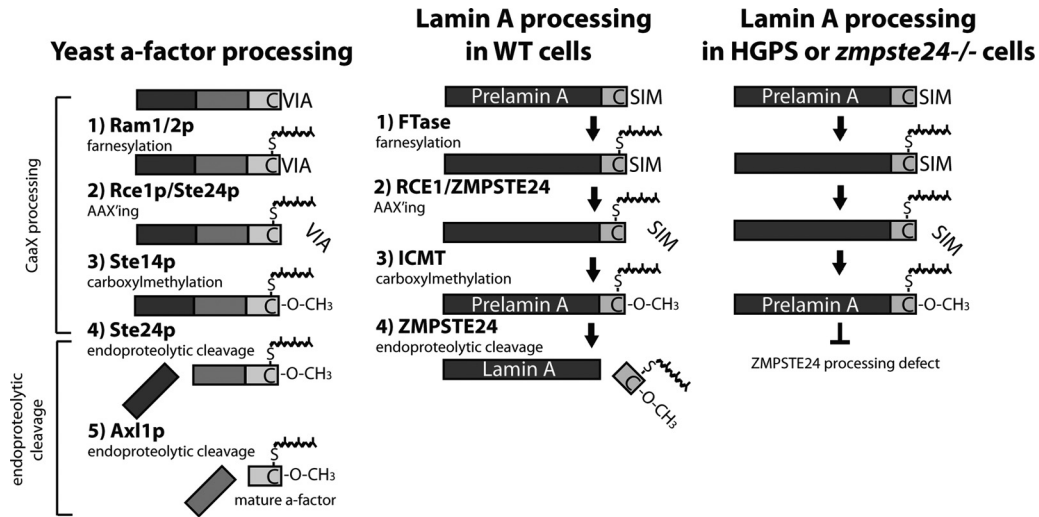 Yeast a-factor processing
CaaX processing
C VIA
1) Ram1/2p
farnesylation
S
C VIA
2) Rce1p/Ste24p
AAX'ing
S
C
VIA
3) Ste14p
carboxylmethylation
S
C -O-CH3
4) Ste24p
endoproteolytic cleavage
S
C -O-CH3
endoproteolytic
cleavage
5) Axl1p
endoproteolytic cleavage
S
C -O-CH3
mature a-factor
Lamin A processing
in WT cells
Prelamin A C SIM
1) FTase
farnesylation
S
C SIM
2) RCE1/ZMPSTE24
AAX'ing
S
C
SIM
3) ICMT
carboxylmethylation
S
Prelamin A C -O-CH3
4) ZMPSTE24
endoproteolytic cleavage
Lamin A
S
C -O-CH3
Lamin A processing
in HGPS or zmpste24-/- cells
Prelamin A C SIM
S
C SIM
S
C
SIM
S
Prelamin A C -O-CH3
ZMPSTE24 processing defect